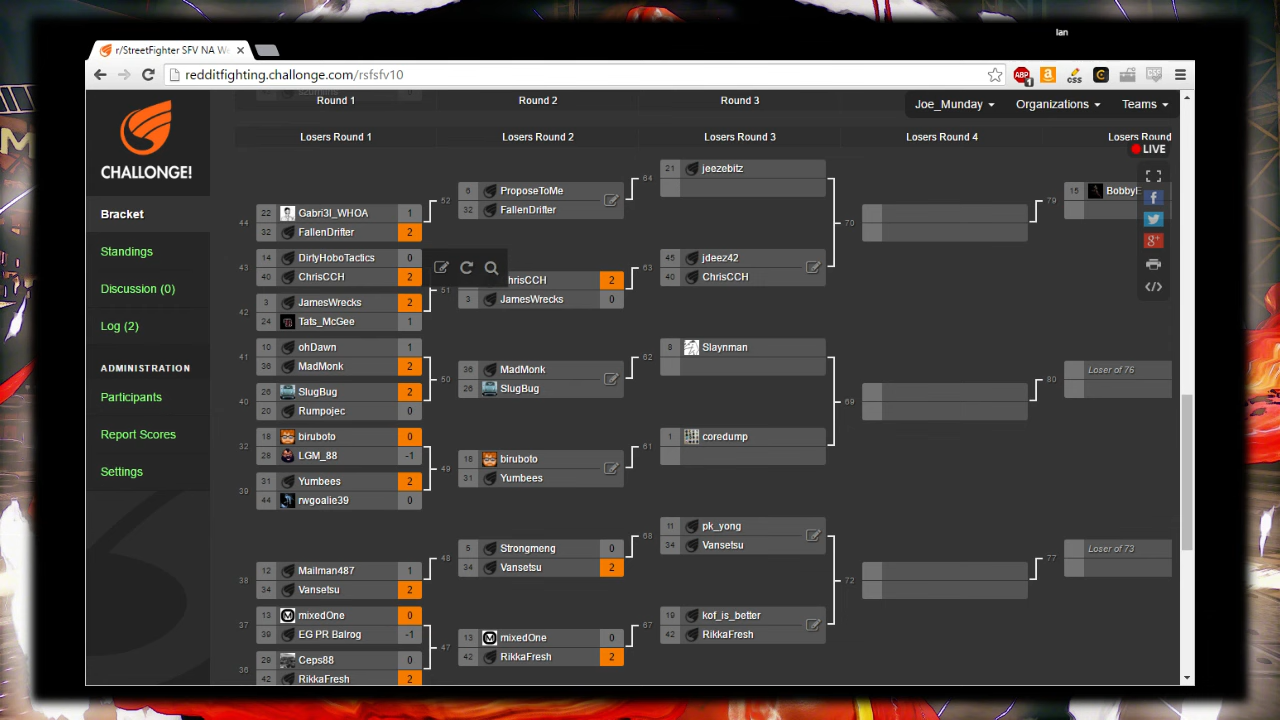 Ian
r/StreetFighter SFV NA W
redditfighting.challonge.com/rsfsfv10
ABP
1
a
CSS
C
CSS
Round 1
Round 2
Round 3
Joe_Munday
Organizations
Teams
CHALLONGE!
Losers Round 1
Losers Round 2
Losers Round 3
Losers Round 4
Losers Round
LIVE
Bracket
Standings
Discussion (0)
Log (2)
ADMINISTRATION
Participants
Report Scores
Settings
44
22 Gabri3l_WHOA 1
32 FallenDrifter 2
43
14 DirtyHoboTactics 0
40 ChrisCCH 2
42
3 JamesWrecks 2
24 Tats_McGee 1
41
10 ohDawn 1
36 MadMonk 2
40
26 SlugBug 2
20 Rumpojec 0
32
18 biruboto 0
28 LGM_88 -1
39
31 Yumbees 2
44 rwgoalie39 0
38
12 Mailman487 1
34 Vansetsu 2
37
13 mixedOne 0
39 EG PR Balrog -1
36
29 Ceps88 0
42 RikkaFresh 2
52
6 ProposeToMe
32 FallenDrifter
51
hrisCCH 2
3 JamesWrecks 0
50
36 MadMonk
26 SlugBug
49
18 biruboto
31 Yumbees
48
5 Strongmeng 0
34 Vansetsu 2
47
13 mixedOne 0
42 RikkaFresh 2
64
21 jeezebitz
63
45 jdeez42
40 ChrisCCH
62
8 Slaynman
61
1 coredump
68
11 pk_yong
34 Vansetsu
67
19 kof_is_better
42 RikkaFresh
70
69
72
79
15 BobbyE
80
Loser of 76
77
Loser of 73